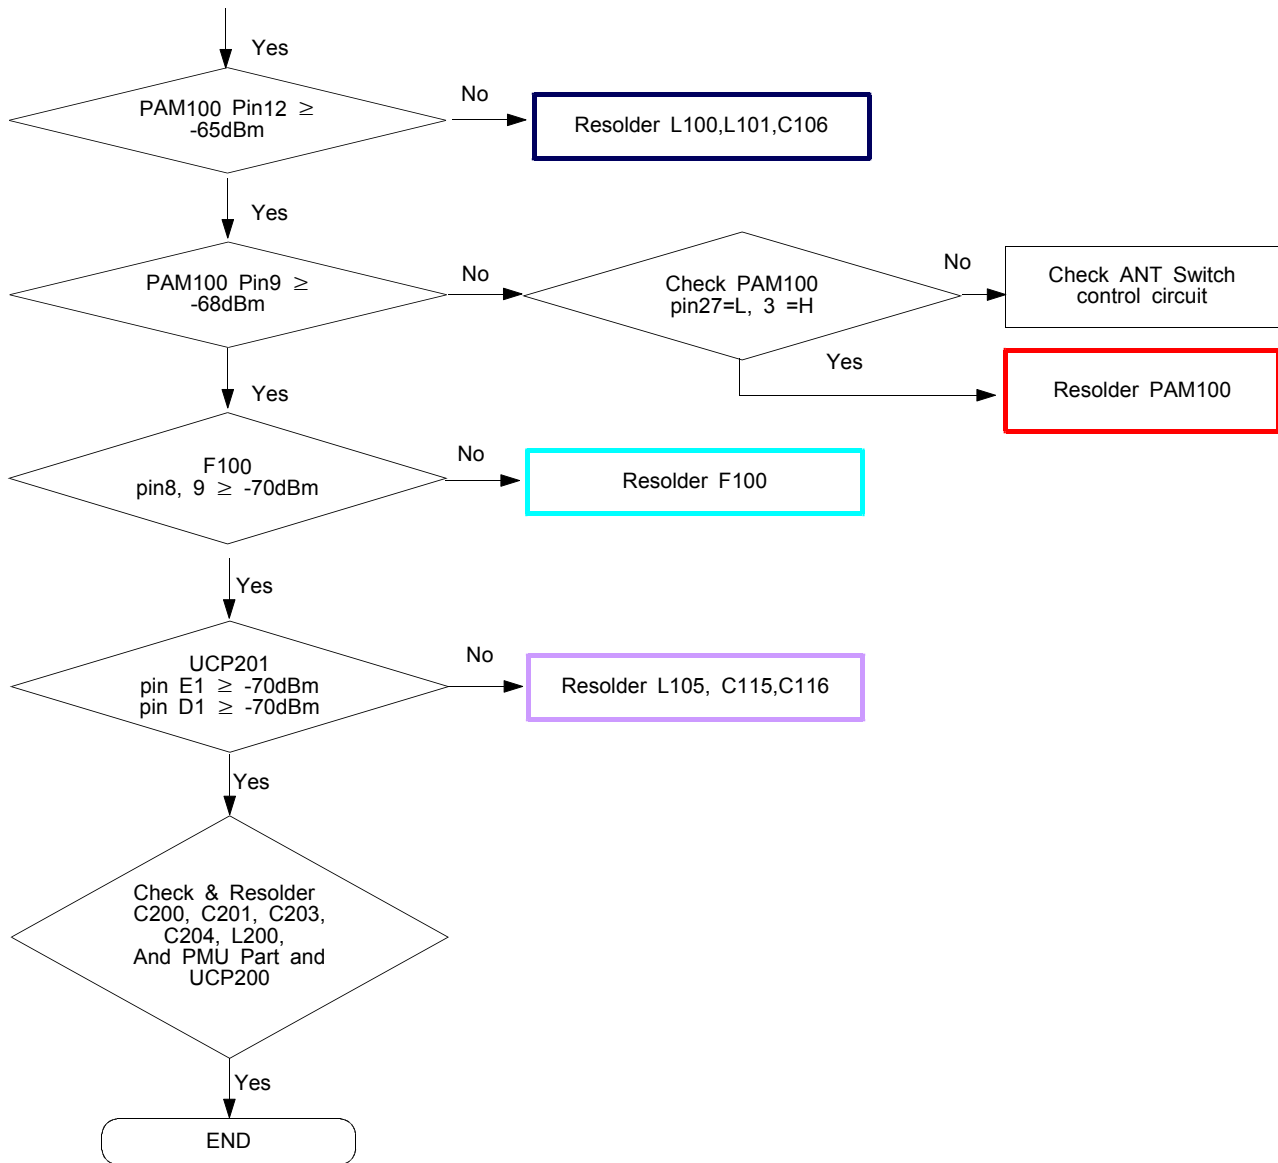 Yes
PAM100 Pin12 ≥
-65dBm
No
Resolder L100,L101,C106
Yes
PAM100 Pin9 ≥
-68dBm
No
Check PAM100
pin27=L, 3 =H
No
Check ANT Switch
control circuit
Yes
Resolder PAM100
Yes
F100
pin8, 9 ≥ -70dBm
No
Resolder F100
Yes
UCP201
pin E1 ≥ -70dBm
pin D1 ≥ -70dBm
No
Resolder L105, C115,C116
Yes
Check & Resolder
C200, C201, C203,
C204, L200,
And PMU Part and
UCP200
Yes
END